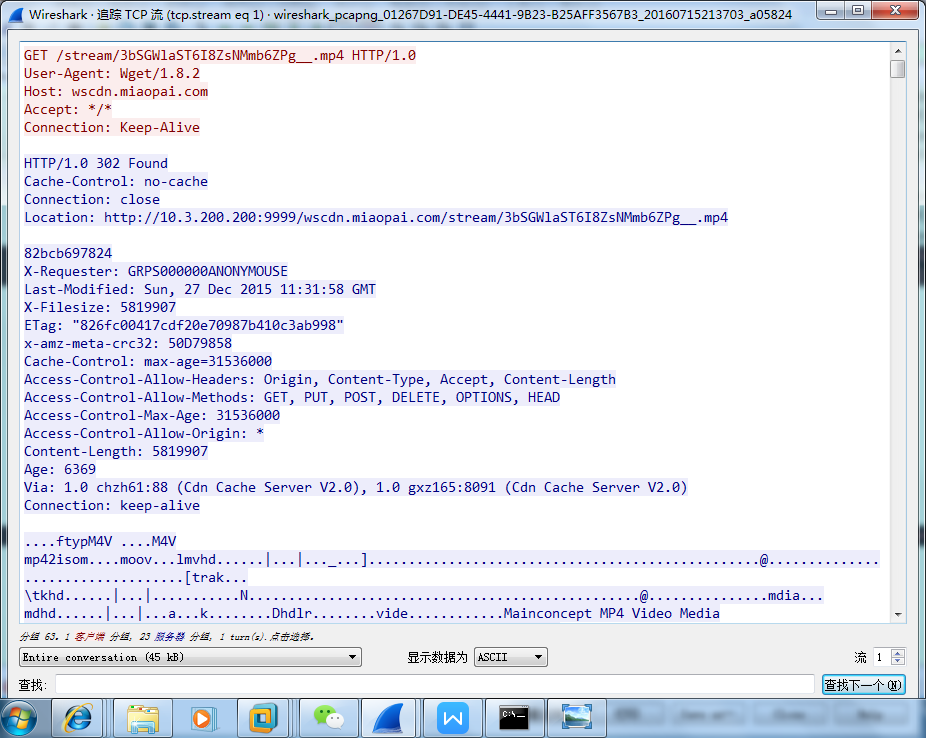 Wireshark · 追踪 TCP 流 (tcp.stream eq 1) · wireshark_pcapng_01267D91-DE45-4441-9B23-B25AFF3567B3_20160715213703_a05824
GET /stream/3bSGWlaST6I8ZsNMmb6ZPg__.mp4 HTTP/1.0
User-Agent: Wget/1.8.2
Host: wscdn.miaopai.com
Accept: */*
Connection: Keep-Alive
HTTP/1.0 302 Found
Cache-Control: no-cache
Connection: close
Location: http://10.3.200.200:9999/wscdn.miaopai.com/stream/3bSGWlaST6I8ZsNMmb6ZPg__.mp4
82bcb697824
X-Requester: GRPS000000ANONYMOUSE
Last-Modified: Sun, 27 Dec 2015 11:31:58 GMT
X-Filesize: 5819907
ETag: "826fc00417cdf20e70987b410c3ab998"
x-amz-meta-crc32: 50D79858
Cache-Control: max-age=31536000
Access-Control-Allow-Headers: Origin, Content-Type, Accept, Content-Length
Access-Control-Allow-Methods: GET, PUT, POST, DELETE, OPTIONS, HEAD
Access-Control-Max-Age: 31536000
Access-Control-Allow-Origin: *
Content-Length: 5819907
Age: 6369
Via: 1.0 chzh61:88 (Cdn Cache Server V2.0), 1.0 gxz165:8091 (Cdn Cache Server V2.0)
Connection: keep-alive
....ftypM4V ....M4V
mp42isom....moov...lmvhd.......|...|..._...]................................................@..............
....................[trak...
\tkhd......|...|...........N................................................@...............mdia...
mdhd.......|...|...a...k........Dhdlr........vide............Mainconcept MP4 Video Media
分组 63. 1 客户端 分组, 23 服务器 分组, 1 turn(s).点击选择.
Entire conversation (45 kB) 显示数据为 ASCII 流 1
查找: 查找下一个(N)
C:\
W